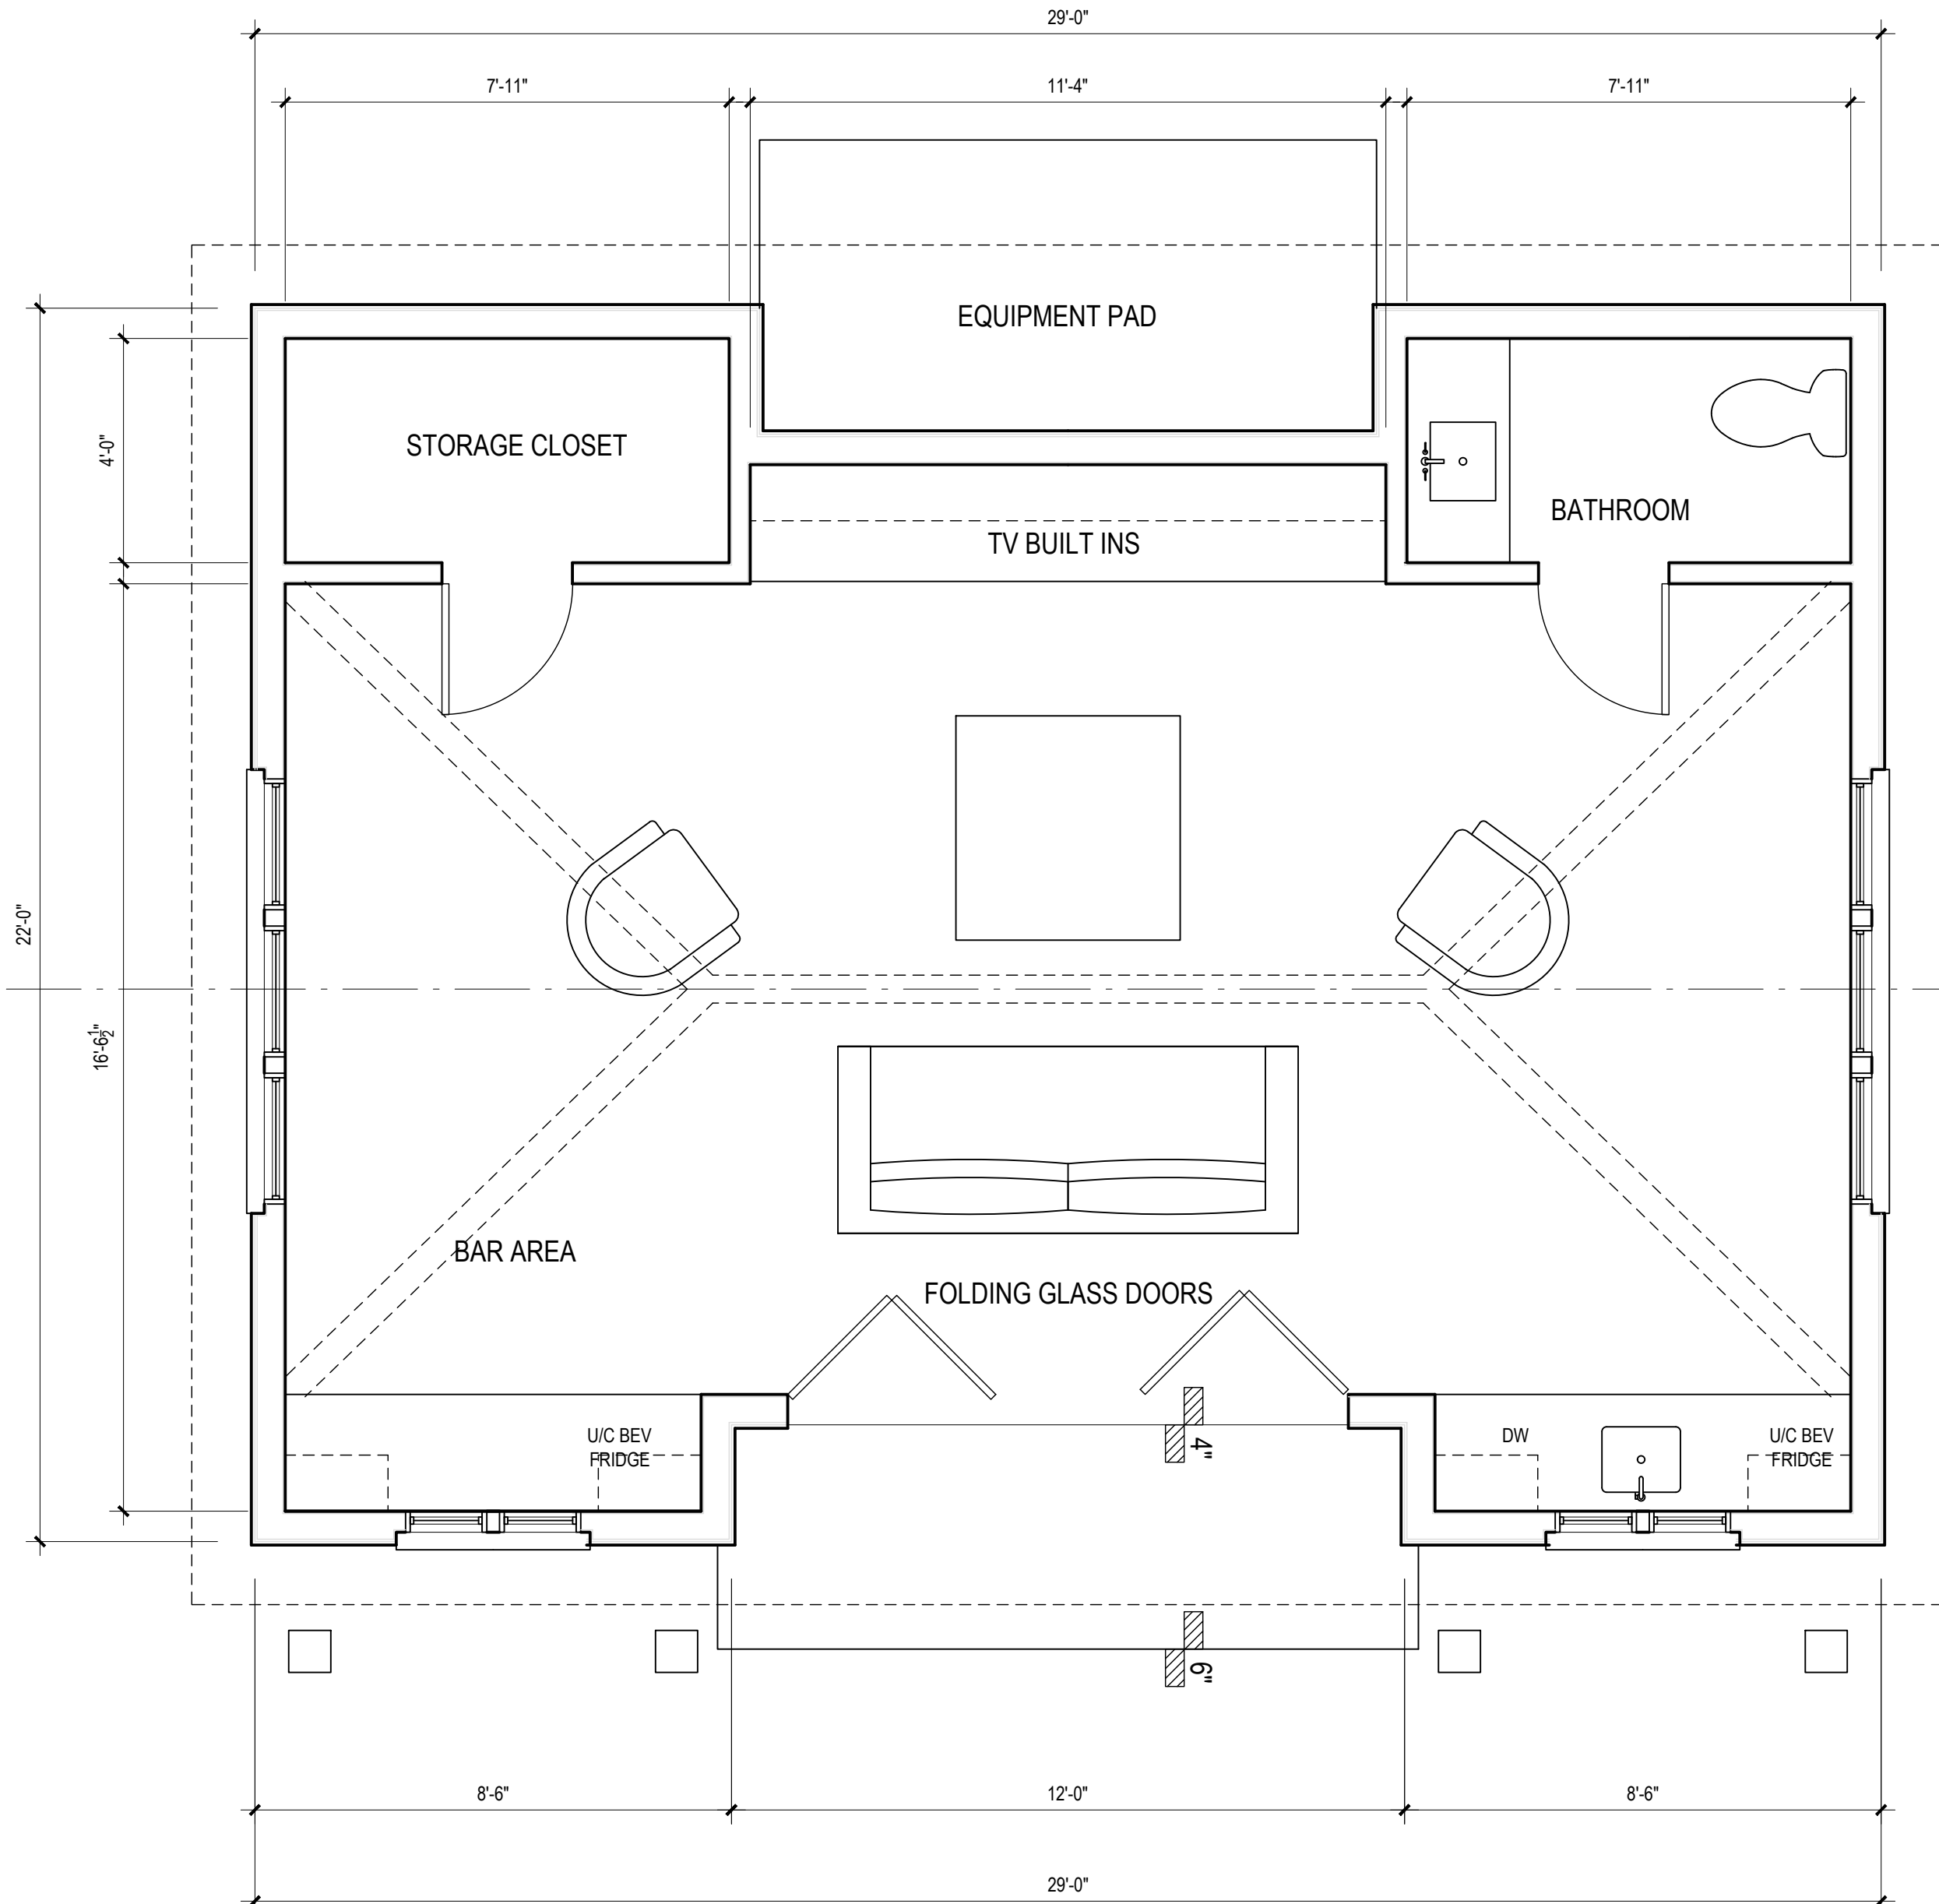 29'-0"
7'-11"
11'-4"
7'-11"
EQUIPMENT PAD
STORAGE CLOSET
4'-0"
BATHROOM
TV BUILT INS
22'-0"
16'-6½"
BAR AREA
FOLDING GLASS DOORS
U/C BEV
FRIDGE
4"
DW
U/C BEV
FRIDGE
6"
8'-6"
12'-0"
8'-6"
29'-0"